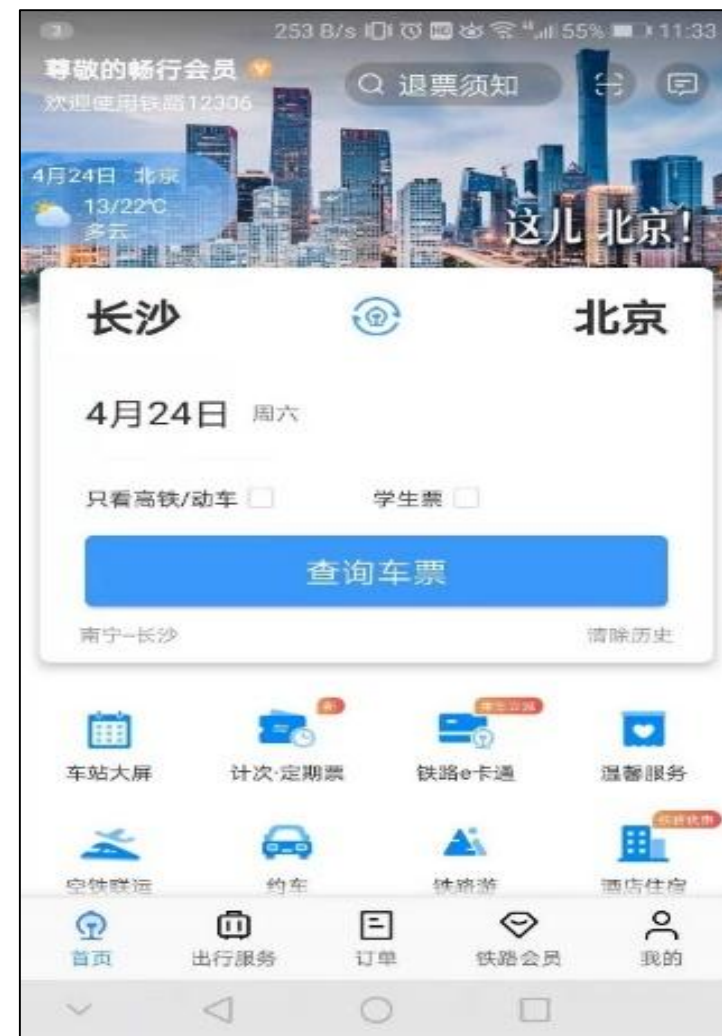 253 B/s 55% 11:33
尊敬的畅行会员
欢迎使用铁路12306
退票须知
4月24日 北京
13/22℃
多云
这儿 北京!
长沙 北京
4月24日 周六
只看高铁/动车 学生票
查询车票
南宁-长沙 清除历史
新
车站大屏 计次·定期票 铁路e卡通 温馨服务
空铁联运 约车 铁路游 酒店住宿
首页 出行服务 订单 铁路会员 我的